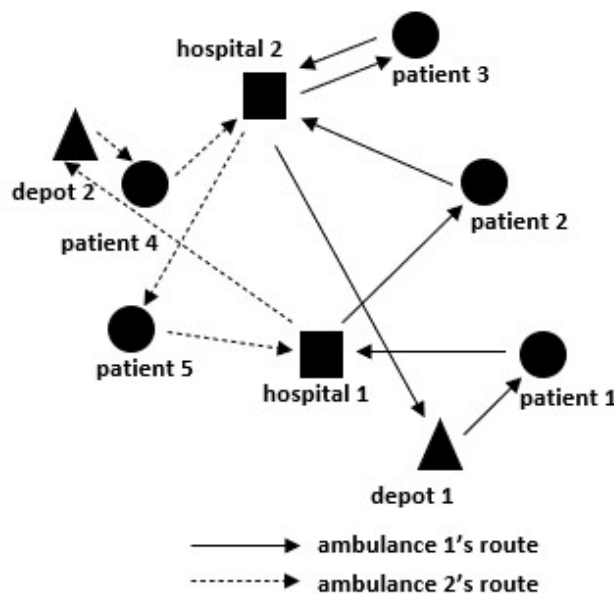 hospital 2
patient 3
depot 2
patient 2
patient 4
patient 5
hospital 1
patient 1
depot 1
ambulance 1's route
ambulance 2's route